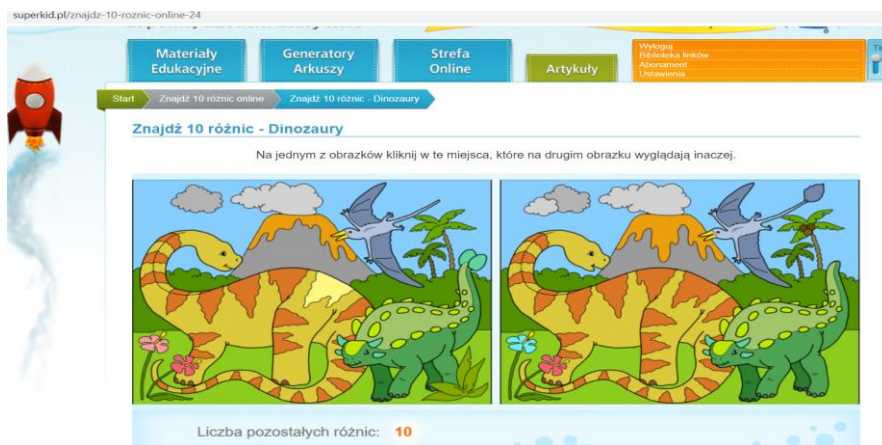 superkid.pl/znajdz-10-roznic-online-24
Materiały
Edukacyjne
Generatory
Arkuszy
Strefa
Online
Artykuły
Wyloguj
Biblioteka linków
Abonament
Ustawienia
Start
Znajdź 10 różnic online
Znajdź 10 różnic - Dinozaury
Znajdź 10 różnic - Dinozaury
Na jednym z obrazków kliknij w te miejsca, które na drugim obrazku wyglądają inaczej.
Liczba pozostałych różnic: 10